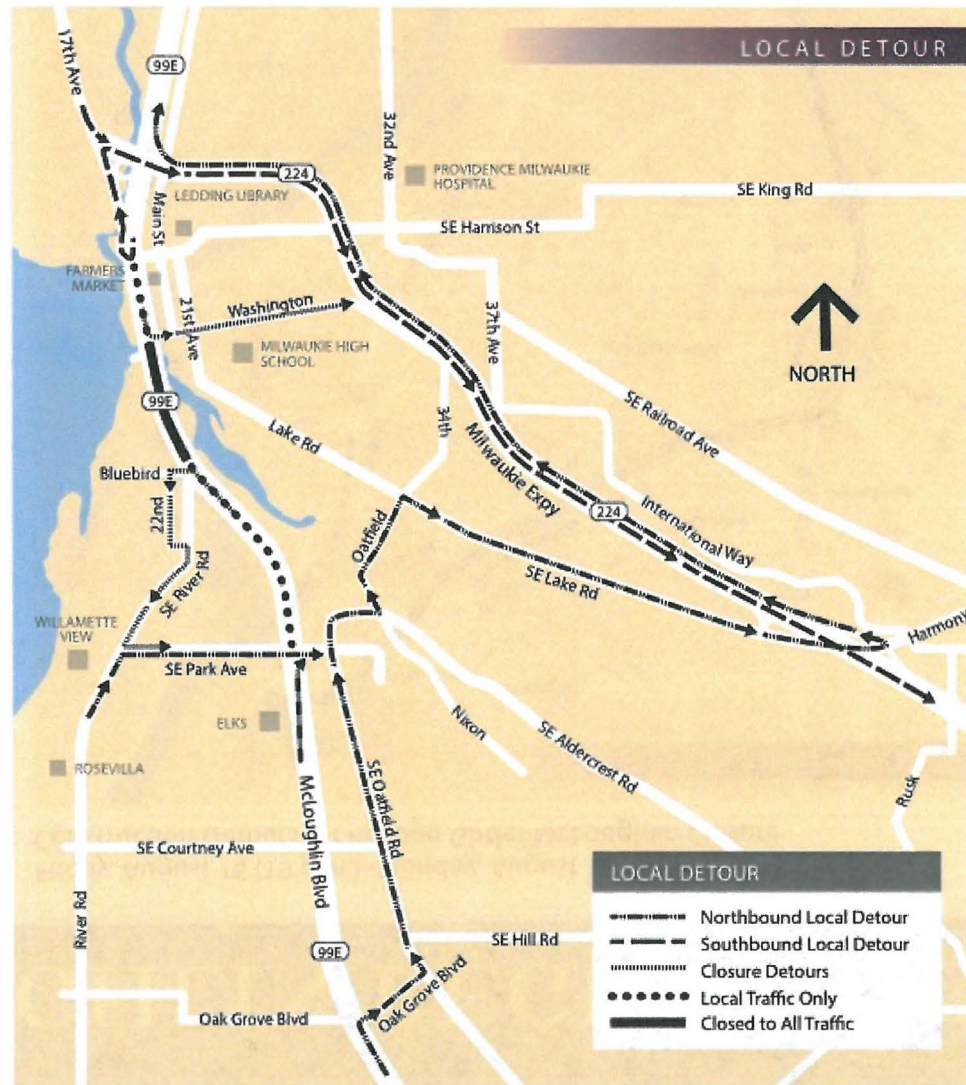 LOCAL DETOUR
17th Ave
99E
32nd Ave
224
PROVIDENCE MILWAUKIE
HOSPITAL
SE King Rd
LEDDING LIBRARY
Main St
SE Harrison St
FARMERS
MARKET
21st Ave
Washington
37th Ave
MILWAUKIE HIGH
SCHOOL
NORTH
99E
34th
SE Railroad Ave
Lake Rd
Milwaukie Expy
Bluebird
22nd
224
International Way
Oatfield
SE River Rd
SE Lake Rd
Harmony
WILLAMETTE
VIEW
SE Park Ave
ELKS
Nixon
SE Aldercrest Rd
ROSEVILLA
McLoughlin Blvd
SE Oatfield Rd
Rusk
SE Courtney Ave
River Rd
99E
SE Hill Rd
Oak Grove Blvd
Oak Grove Blvd
LOCAL DETOUR
Northbound Local Detour
Southbound Local Detour
Closure Detours
Local Traffic Only
Closed to All Traffic